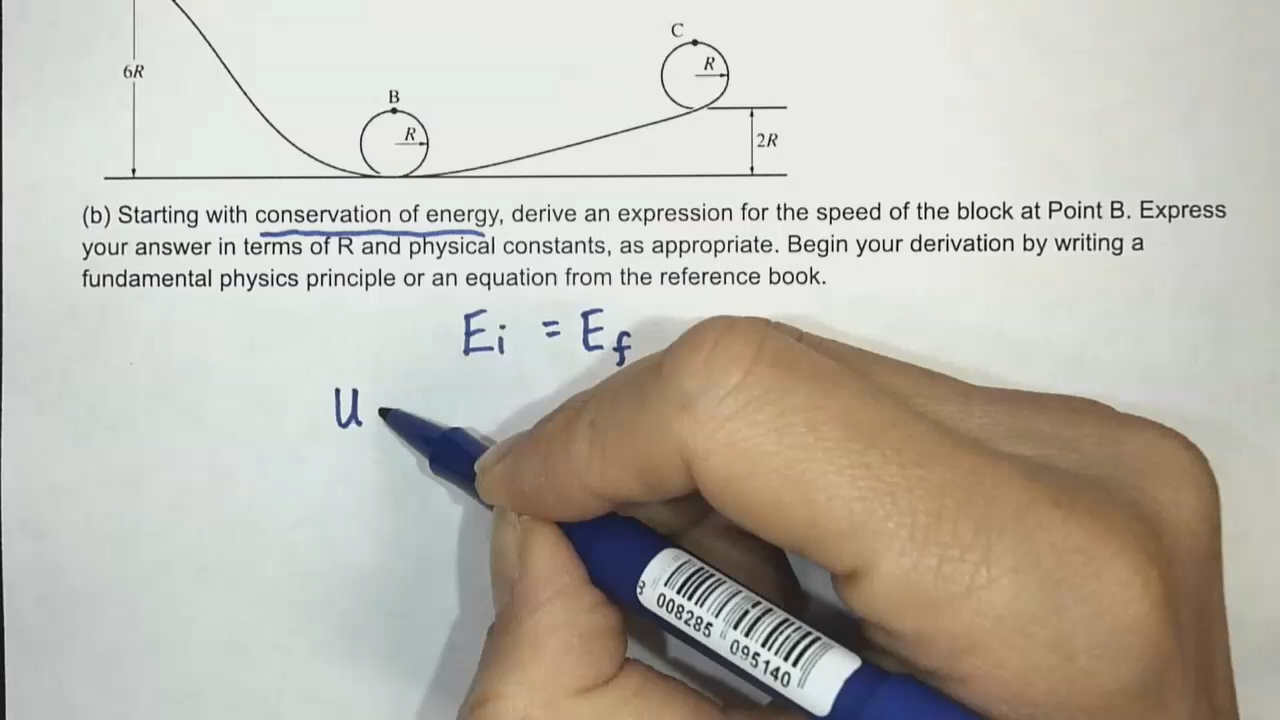 C
R
6R
B
R
2R
(b) Starting with conservation of energy, derive an expression for the speed of the block at Point B. Express
your answer in terms of R and physical constants, as appropriate. Begin your derivation by writing a
fundamental physics principle or an equation from the reference book.
Ei = Ef
U
008285
095140